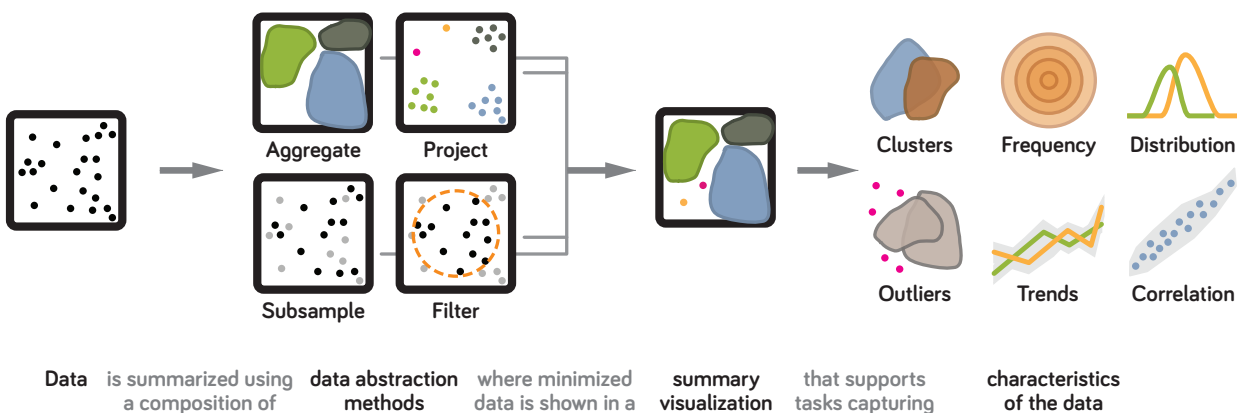 Aggregate
Project
Subsample
Filter
Clusters
Frequency
Distribution
Outliers
Trends
Correlation
Data is summarized using data abstraction where minimized summary that supports characteristics
a composition of methods data is shown in a visualization tasks capturing of the data